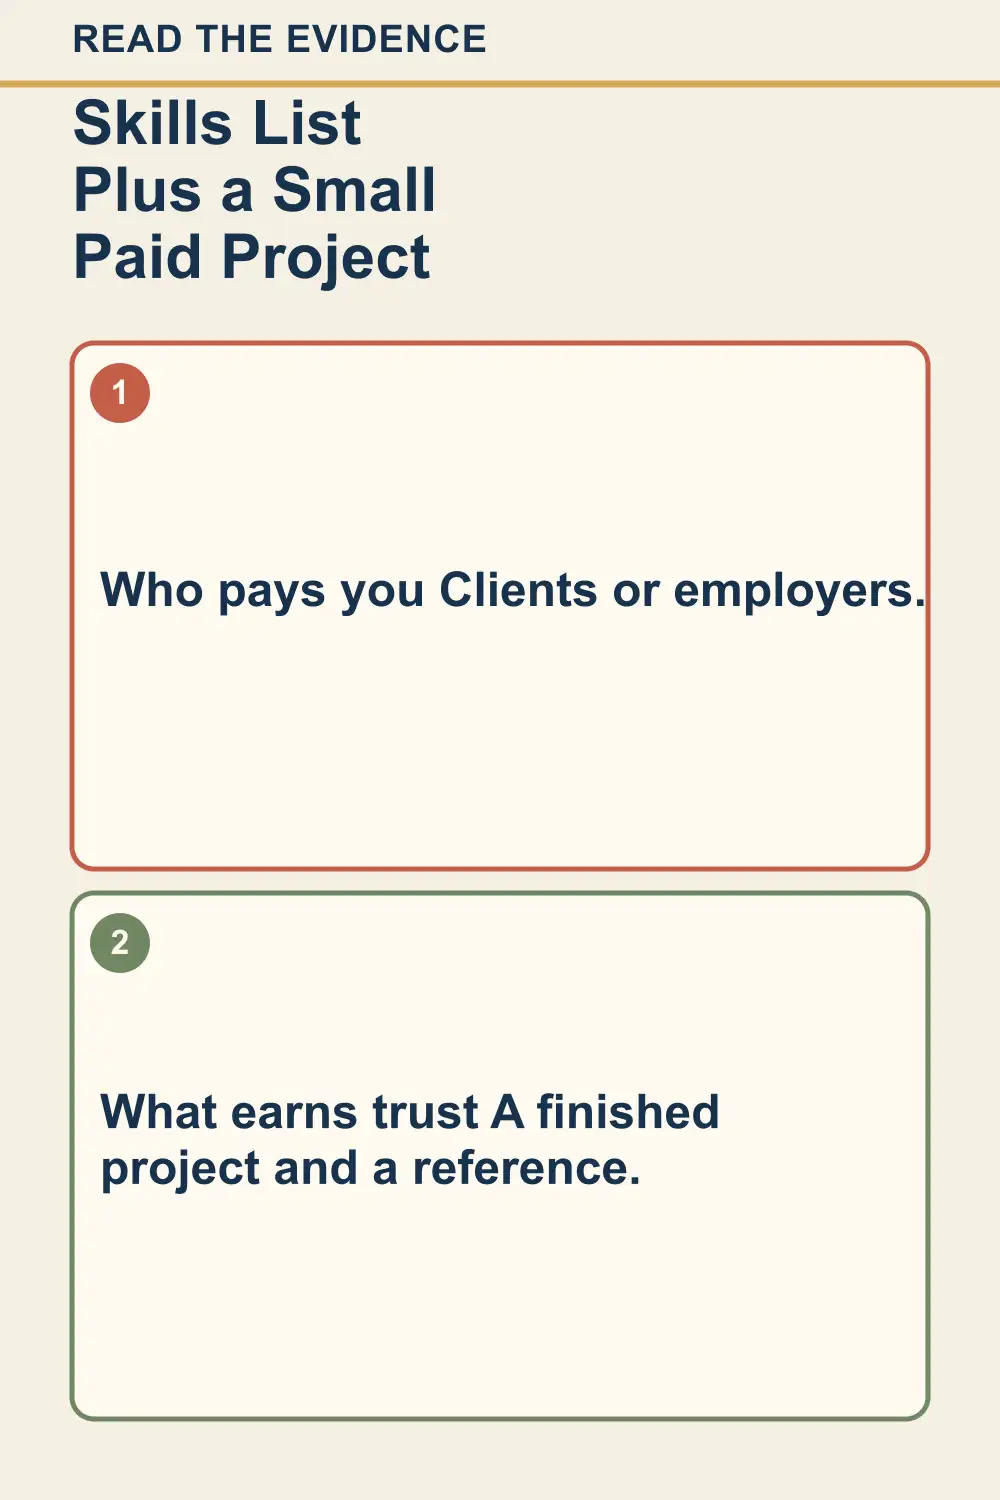 READ THE EVIDENCE
Skills List
Plus a Small
Paid Project
1
Who pays you Clients or employers.
2
What earns trust A finished
project and a reference.